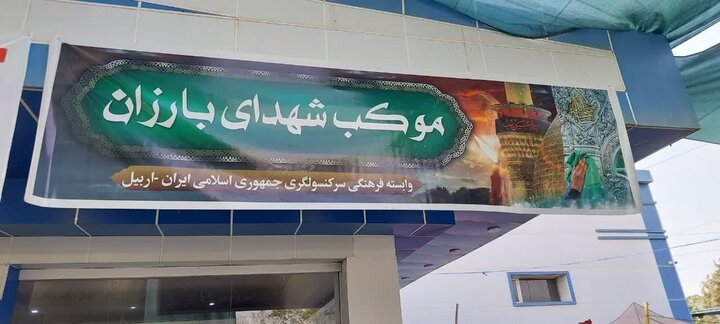 موکب شهدای بارزان
وابسته فرهنگی سرکنسولگری جمهوری اسلامی ایران -اربیل